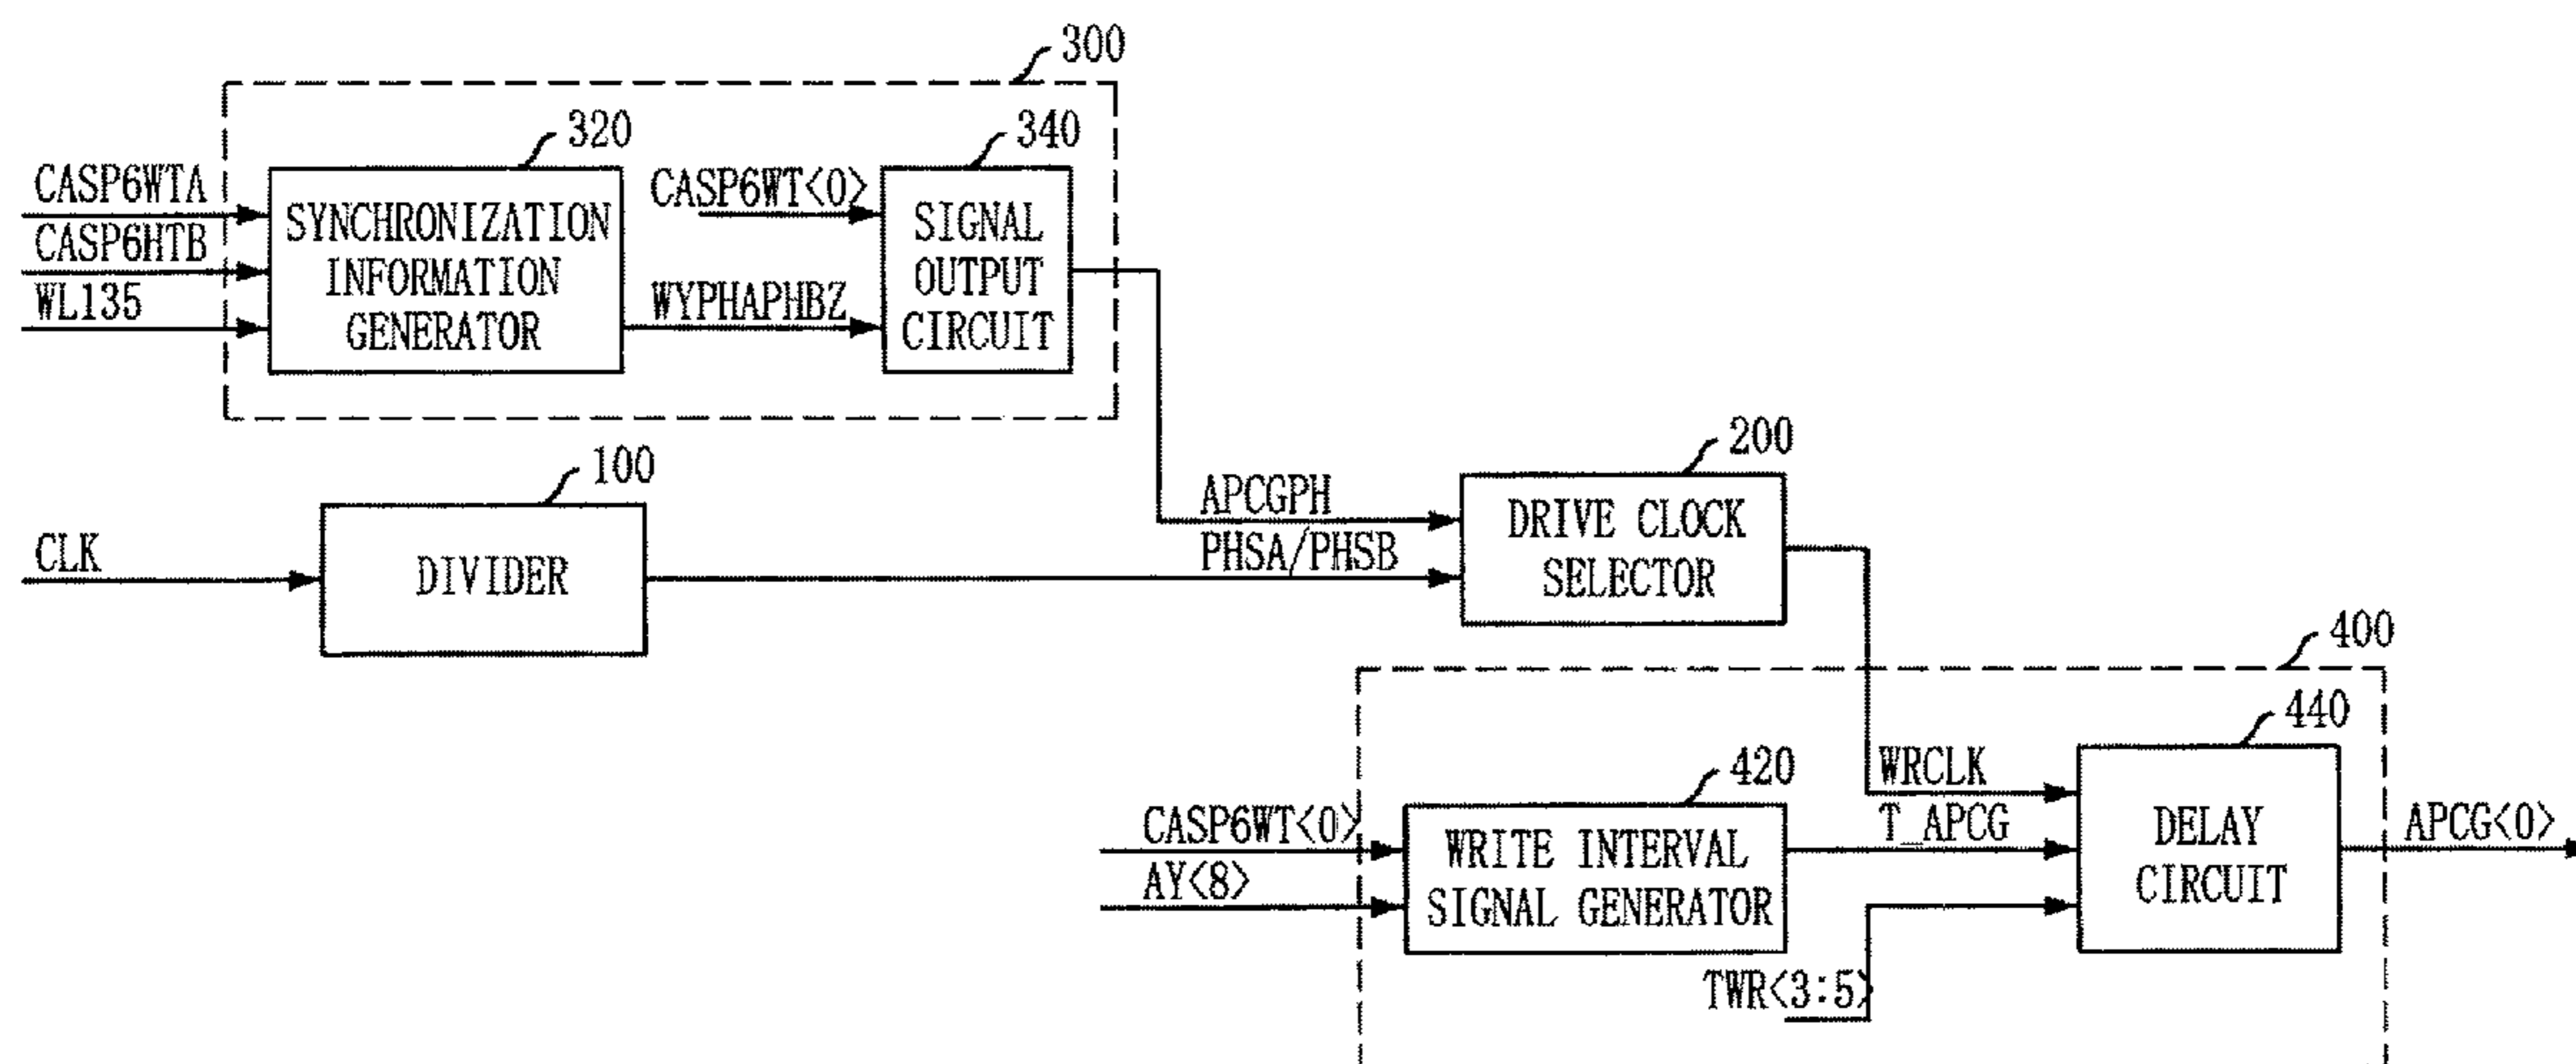 300
320
340
CASP6WTA
CASP6HTB
WL135
SYNCHRONIZATION
INFORMATION
GENERATOR
CASP6WT<0>
WYPHAPHBZ
SIGNAL
OUTPUT
CIRCUIT
100
CLK
DIVIDER
200
APCGPH
PHSA/PHSB
DRIVE CLOCK
SELECTOR
400
440
420
CASP6WT<0>
AY<8>
WRITE INTERVAL
SIGNAL GENERATOR
WRCLK
T_APCG
TWR<3:5>
DELAY
CIRCUIT
APCG<0>